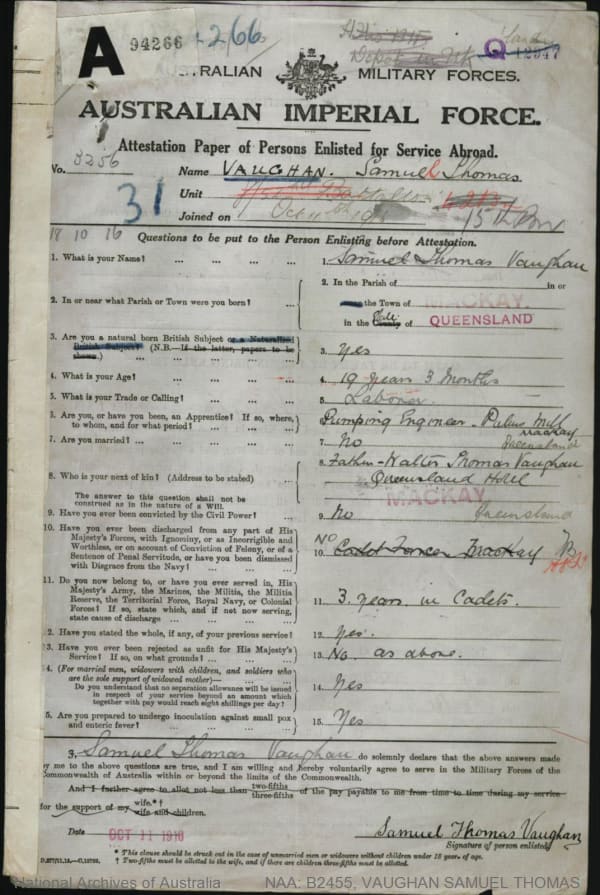 A 94266 4266
Q 12947
AUSTRALIAN MILITARY FORCES.
AUSTRALIAN IMPERIAL FORCE.
Attestation Paper of Persons Enlisted for Service Abroad.
No. 3256 Name VAUGHAN. Samuel Thomas
31 Unit 15th Bn
Joined on
18 10 16 Questions to be put to the Person Enlisting before Attestation.
1. What is your Name? ... ... ... 1. Samuel Thomas Vaughan
2. In or near what Parish or Town were you born? ... 2. In the Parish of in or
the Town of MACKAY.
in the County of QUEENSLAND
3. Are you a natural born British Subject or a Naturalized
British Subject? (N.B.—If the latter, papers to be
shown.) 3. Yes
4. What is your Age? 4. 19 years 3 Months
5. What is your Trade or Calling? 5. Laborer
6. Are you, or have you been, an Apprentice? If so, where,
to whom, and for what period? Pumping Engineer Mill
Mackay
7. Are you married? 7. No Queensland
8. Who is your next of kin? (Address to be stated) 8. Father Thomas Vaughan
Queensland Hotel
MACKAY
Queensland
The answer to this question shall not be
construed as in the nature of a Will.
9. Have you ever been convicted by the Civil Power? 9. No
10. Have you ever been discharged from any part of His
Majesty's Forces, with Ignominy, or as Incorrigible and
Worthless, or on account of Conviction of Felony, or of a
Sentence of Penal Servitude, or have you been dismissed
with Disgrace from the Navy? 10. NO Cadet Forces Mackay
11. Do you now belong to, or have you ever served in, His
Majesty's Army, the Marines, the Militia, the Militia
Reserve, the Territorial Force, Royal Navy, or Colonial
Forces? If so, state which, and if not now serving,
state cause of discharge 11. 3. years in Cadets.
12. Have you stated the whole, if any, of your previous service? 12. Yes.
13. Have you ever been rejected as unfit for His Majesty's
Service? If so, on what grounds? 13. No. as above.
14. (For married men, widowers with children, and soldiers who
are the sole support of widowed mother)—
Do you understand that no separation allowance will be issued
in respect of your service beyond an amount which
together with pay would reach eight shillings per day? 14. Yes
15. Are you prepared to undergo inoculation against small pox
and enteric fever? 15. Yes
Samuel Thomas Vaughan do solemnly declare that the above answers made
by me to the above questions are true, and I am willing and hereby voluntarily agree to serve in the Military Forces of the
Commonwealth of Australia within or beyond the limits of the Commonwealth.
And I further agree to allot not less than two-fifths three-fifths of the pay payable to me from time to time during my service
for the support of my wife.*† wife and children.
Date OCT 11 1916 Samuel Thomas Vaughan
Signature of person enlisted.
* This clause should be struck out in the case of unmarried men or widowers without children under 18 years of age.
† Two-fifths must be allotted to the wife, and if there are children three-fifths must be allotted.
National Archives of Australia NAA: B2455, VAUGHAN SAMUEL THOMAS